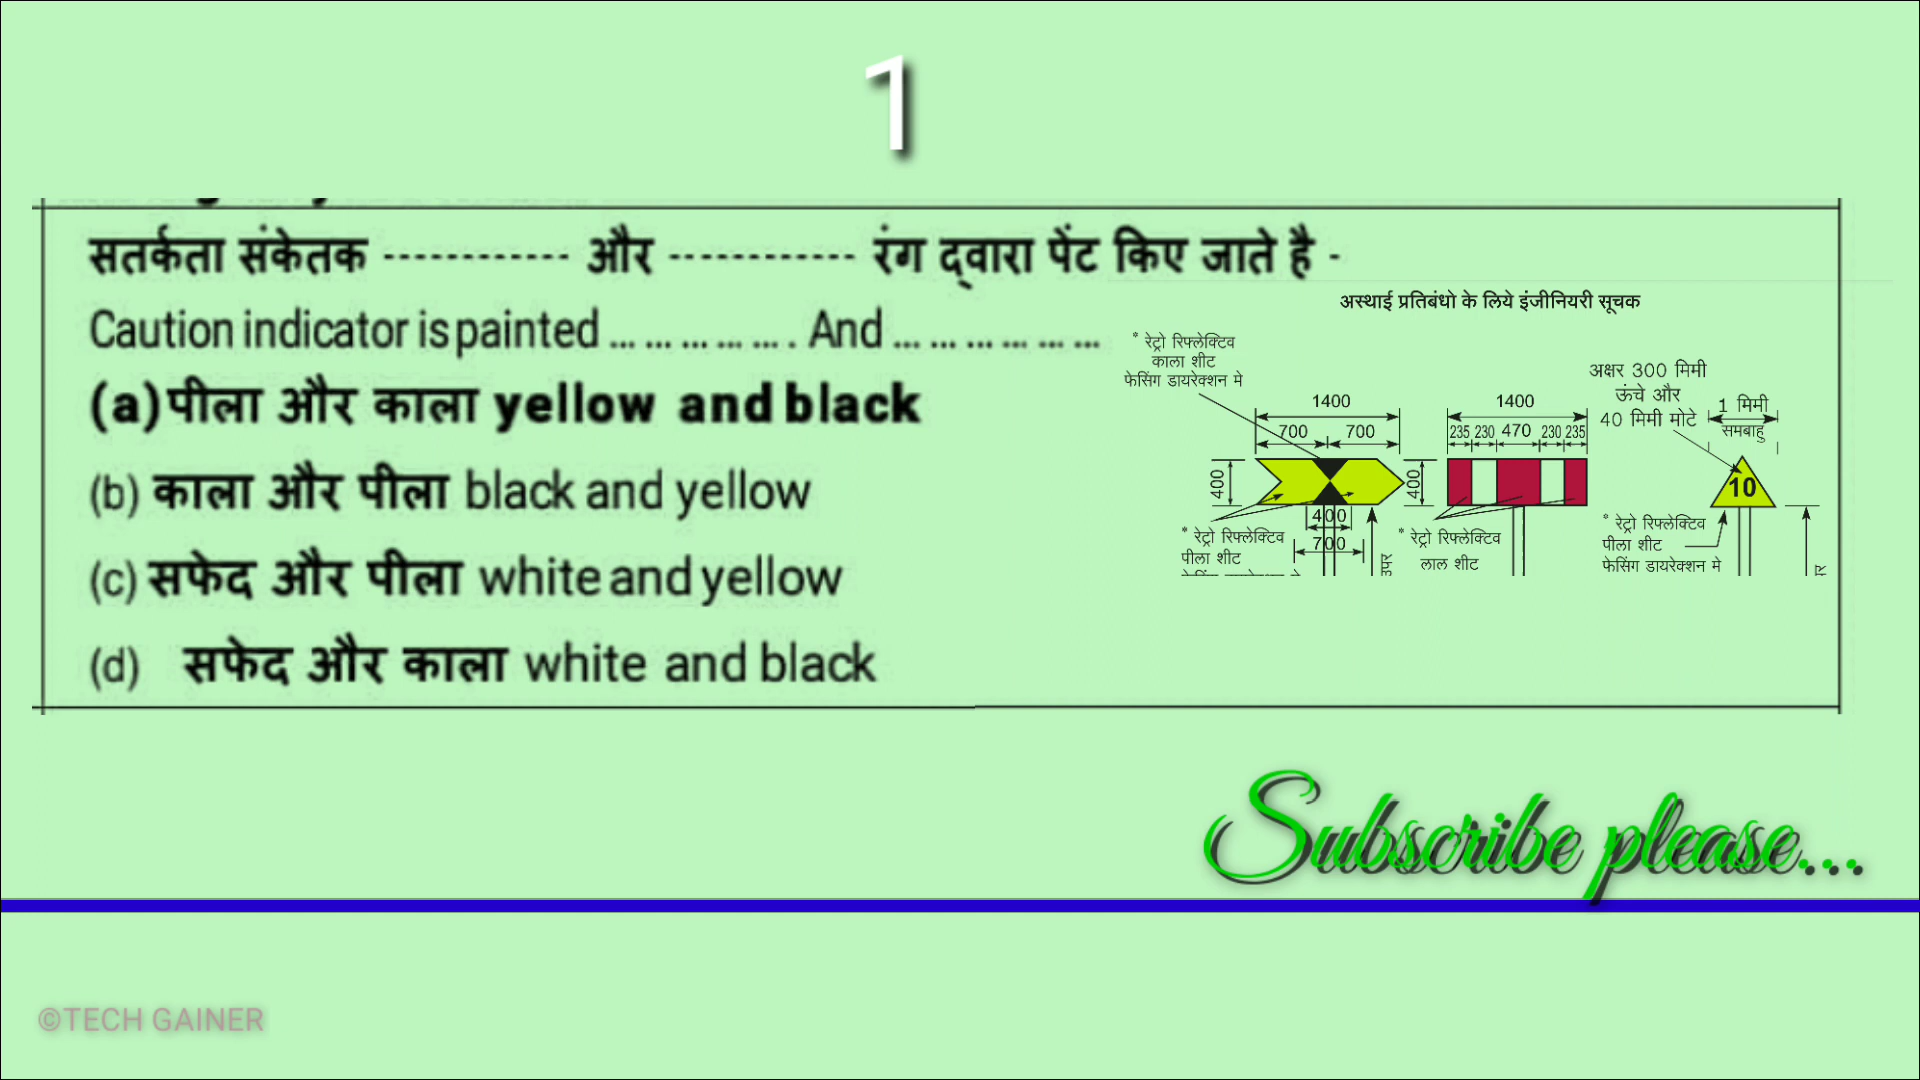 1
सतर्कता संकेतक ------------ और ------------ रंग द्वारा पेंट किए जाते है -
Caution indicator is painted ... ... ... ... ... . And ... ... ... ... ... ...
(a) पीला और काला yellow and black
(b) काला और पीला black and yellow
(c) सफेद और पीला white and yellow
(d) सफेद और काला white and black
अस्थाई प्रतिबंधो के लिये इंजीनियरी सूचक
* रेट्रो रिफ्लेक्टिव
काला शीट
फेसिंग डायरेक्शन मे
1400
700 700
400
400
700
* रेट्रो रिफ्लेक्टिव
पीला शीट
1400
235 230 470 230 235
400
* रेट्रो रिफ्लेक्टिव
लाल शीट
अक्षर 300 मिमी
ऊंचे और
40 मिमी मोटे
1 मिमी
समबाहु
10
* रेट्रो रिफ्लेक्टिव
पीला शीट
फेसिंग डायरेक्शन मे
Subscribe please...
©TECH GAINER